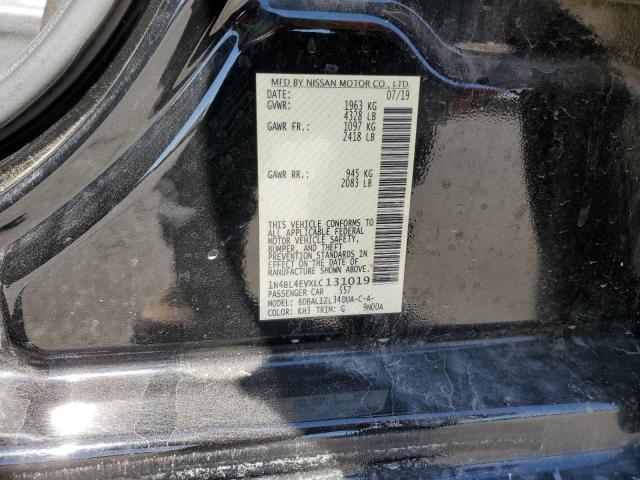 MFD BY NISSAN MOTOR CO., LTD.
DATE: 07/19
GVWR: 1963 KG
4328 LB
GAWR FR.: 1097 KG
2418 LB
GAWR RR.: 945 KG
2083 LB
THIS VEHICLE CONFORMS TO
ALL APPLICABLE FEDERAL
MOTOR VEHICLE SAFETY,
BUMPER, AND THEFT
PREVENTION STANDARDS IN
EFFECT ON THE DATE OF
MANUFACTURE SHOWN ABOVE.
1N4BL4EVXLC131019
PASSENGER CAR 557
MODEL: BDBALIZL34DUA-C-A-
COLOR: KH3 TRIM: G 9N00A